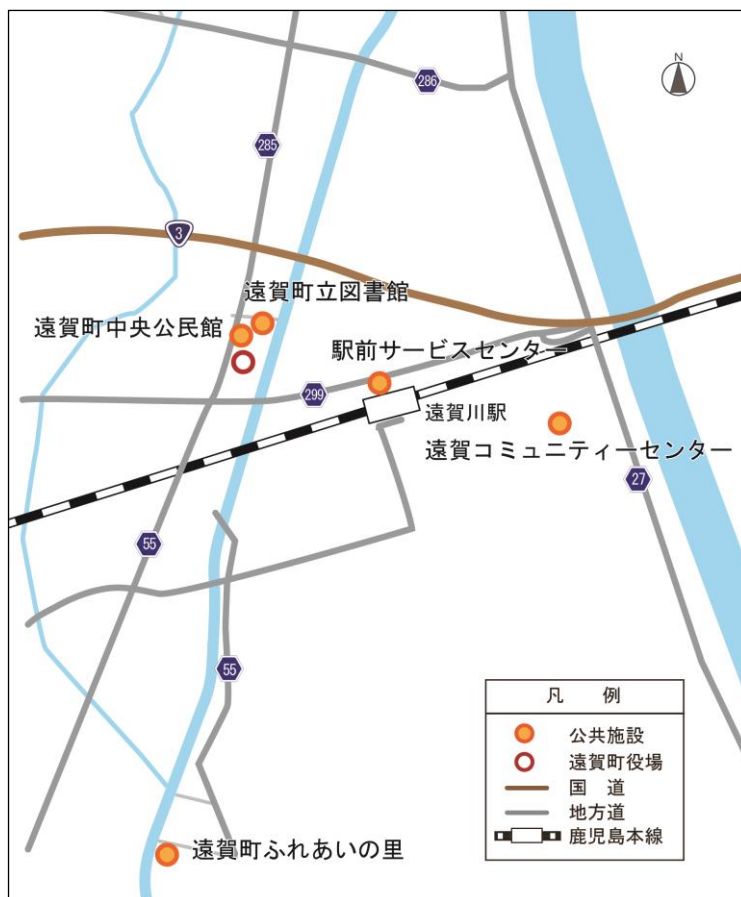 N
286
285
3
遠賀町立図書館
遠賀町中央公民館
駅前サービスセンター
299
遠賀川駅
遠賀コミュニティーセンター
27
55
55
遠賀町ふれあいの里
凡 例
公共施設
遠賀町役場
国 道
地方道
鹿児島本線